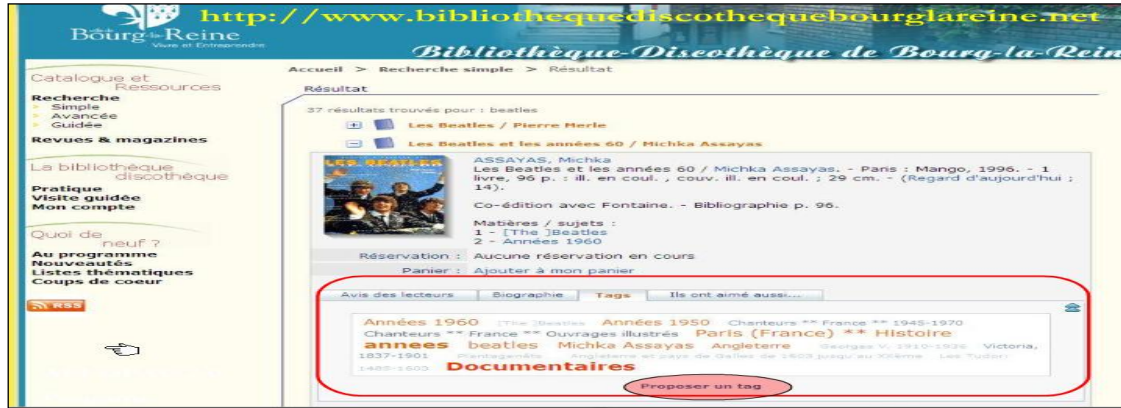 http://www.bibliothequediscothequebourglareine.net
Bourg-la-Reine
Vivre et Entreprendre
Bibliothèque-Discothèque de Bourg-la-Rein
Catalogue et
Ressources
Recherche
Simple
Avancée
Guidée
Revues & magazines
La bibliothèque
discothèque
Pratique
Visite guidée
Mon compte
Quoi de
neuf ?
Au programme
Nouveautés
Listes thématiques
Coups de coeur
RSS
Accueil > Recherche simple > Résultat
Résultat
37 résultats trouvés pour : beatles
Les Beatles / Pierre Merle
Les Beatles et les années 60 / Michka Assayas
LES BEATLES
ASSAYAS, Michka
Les Beatles et les années 60 / Michka Assayas. - Paris : Mango, 1996. - 1
livre, 96 p. : ill. en coul. , couv. ill. en coul. ; 29 cm. - (Regard d'aujourd'hui ;
14).
Co-édition avec Fontaine. - Bibliographie p. 96.
Matières / sujets :
1 - [The ]Beatles
2 - Années 1960
Réservation : Aucune réservation en cours
Panier : Ajouter à mon panier
Avis des lecteurs Biographie Tags Ils ont aimé aussi...
Années 1960 [The ]Beatles Années 1950 Chanteurs ** France ** 1945-1970
Chanteurs ** France ** Ouvrages illustrés Paris (France) ** Histoire
annees beatles Michka Assayas Angleterre Georges V, 1910-1936 Victoria,
1837-1901 Plantagenêts Angleterre et pays de Galles de 1603 jusqu'au XXème Les Tudor:
1485-1603 Documentaires
Proposer un tag